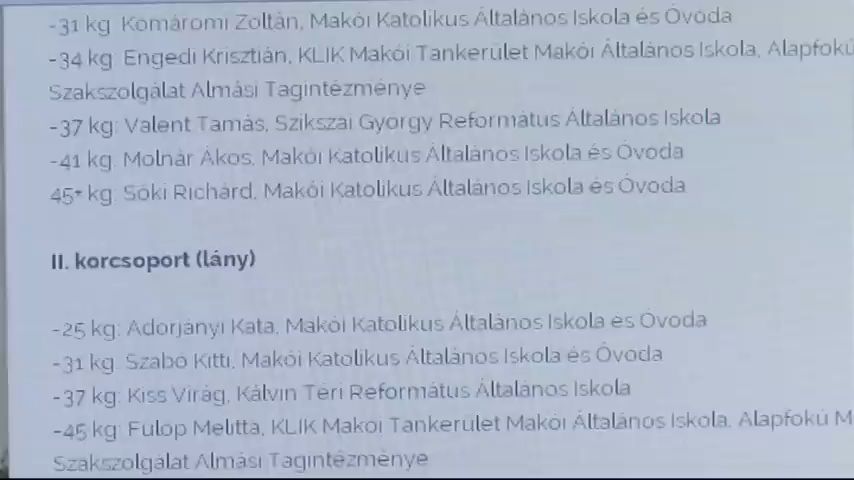 -31 kg: Komáromi Zoltán, Makói Katolikus Általános Iskola és Óvoda
-34 kg: Engedi Krisztián, KLIK Makói Tankerület Makói Általános Iskola, Alapfokú
Szakszolgálat Almási Tagintézménye
-37 kg: Valent Tamás, Szikszai György Református Általános Iskola
-41 kg: Molnár Ákos, Makói Katolikus Általános Iskola és Óvoda
45+ kg: Sóki Richárd, Makói Katolikus Általános Iskola és Óvoda
II. korcsoport (lány)
-25 kg: Adorjányi Kata, Makói Katolikus Általános Iskola és Óvoda
-31 kg: Szabó Kitti, Makói Katolikus Általános Iskola és Óvoda
-37 kg: Kiss Virág, Kálvin Téri Református Általános Iskola
-45 kg: Fülöp Melitta, KLIK Makói Tankerület Makói Általános Iskola, Alapfokú M
Szakszolgálat Almási Tagintézménye